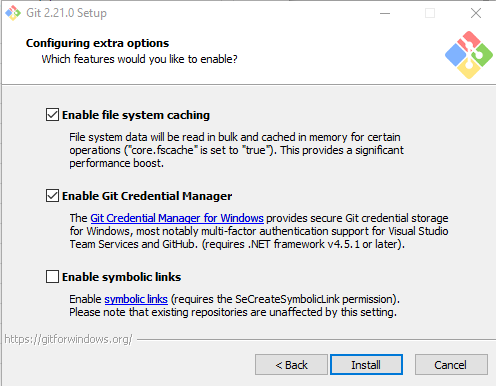 Git 2.21.0 Setup
Configuring extra options
Which features would you like to enable?
Enable file system caching
File system data will be read in bulk and cached in memory for certain
operations ("core.fscache" is set to "true"). This provides a significant
performance boost.
Enable Git Credential Manager
The Git Credential Manager for Windows provides secure Git credential storage
for Windows, most notably multi-factor authentication support for Visual Studio
Team Services and GitHub. (requires .NET framework v4.5.1 or later).
Enable symbolic links
Enable symbolic links (requires the SeCreateSymbolicLink permission).
Please note that existing repositories are unaffected by this setting.
https://gitforwindows.org/
< Back Install Cancel